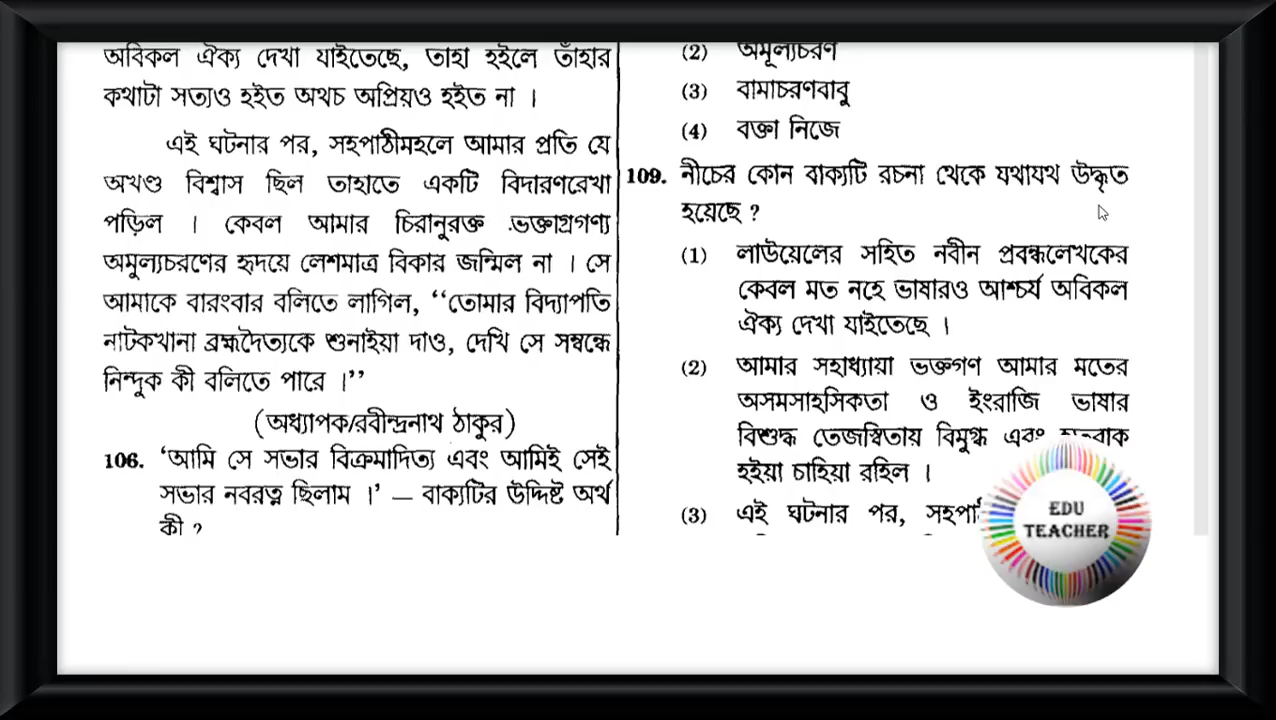 অবিকল ঐক্য দেখা যাইতেছে, তাহা হইলে তাঁহার
কথাটা সত্যও হইত অথচ অপ্রিয়ও হইত না ।
এই ঘটনার পর, সহপাঠীমহলে আমার প্রতি যে
অখণ্ড বিশ্বাস ছিল তাহাতে একটি বিদারণরেখা
পড়িল । কেবল আমার চিরানুরক্ত ভক্তাগ্রগণ্য
অমুল্যচরণের হৃদয়ে লেশমাত্র বিকার জন্মিল না । সে
আমাকে বারংবার বলিতে লাগিল, “তোমার বিদ্যাপতি
নাটকখানা ব্রহ্মদৈত্যকে শুনাইয়া দাও, দেখি সে সম্বন্ধে
নিন্দুক কী বলিতে পারে ।”
(অধ্যাপক/রবীন্দ্রনাথ ঠাকুর)
106. ‘আমি সে সভার বিক্রমাদিত্য এবং আমিই সেই
সভার নবরত্ন ছিলাম ।’ — বাক্যটির উদ্দিষ্ট অর্থ
কী ?
(2) অমূল্যচরণ
(3) বামাচরণবাবু
(4) বক্তা নিজে
109. নীচের কোন বাক্যটি রচনা থেকে যথাযথ উদ্ধৃত
হয়েছে ?
(1) লাউয়েলের সহিত নবীন প্রবন্ধলেখকের
কেবল মত নহে ভাষারও আশ্চর্য অবিকল
ঐক্য দেখা যাইতেছে ।
(2) আমার সহাধ্যায়া ভক্তগণ আমার মতের
অসমসাহসিকতা ও ইংরাজি ভাষার
বিশুদ্ধ তেজস্বিতায় বিমুগ্ধ এবং
হইয়া চাহিয়া রহিল ।
(3) এই ঘটনার পর,
EDU
TEACHER